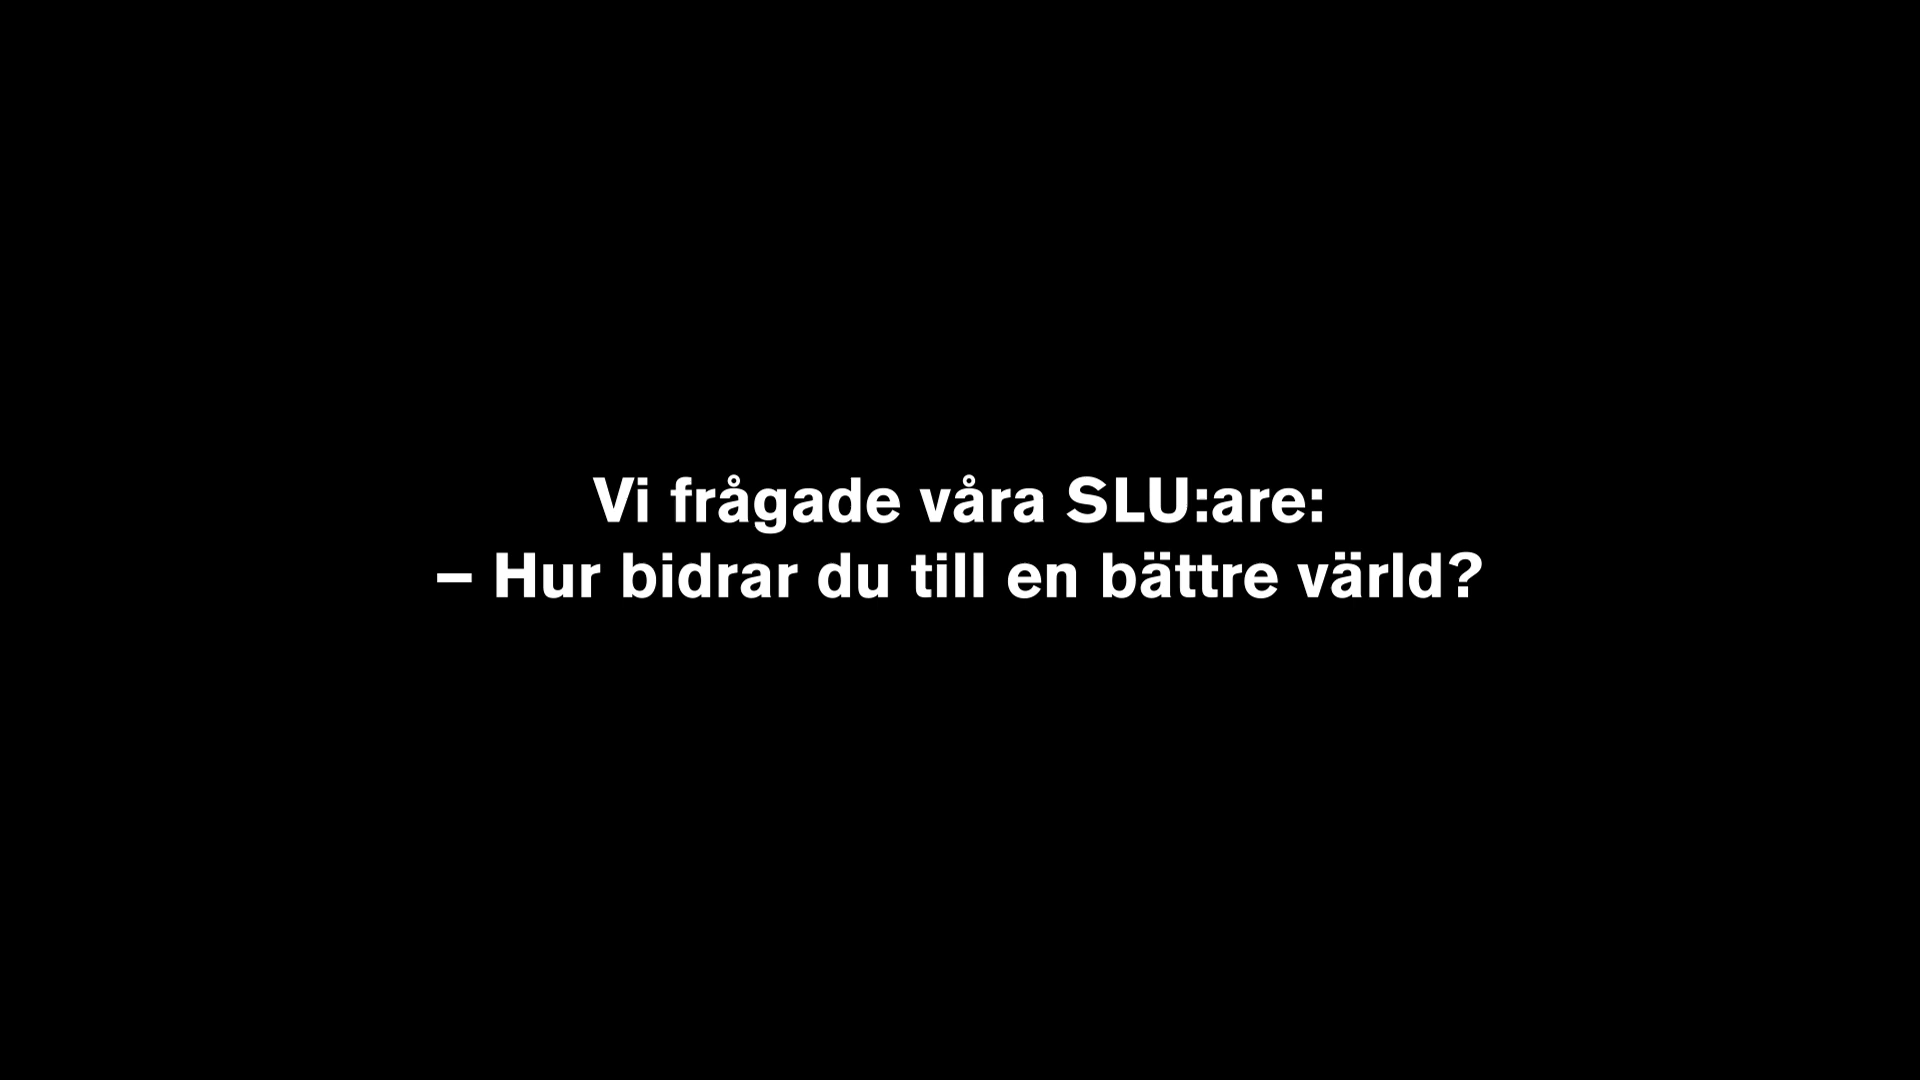 Vi frågade våra SLU:are:
– Hur bidrar du till en bättre värld?